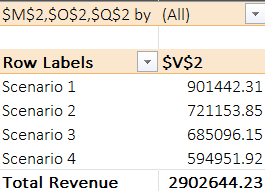 $M$2,$O$2,$Q$2 by (All)
Row Labels $V$2
Scenario 1 901442.31
Scenario 2 721153.85
Scenario 3 685096.15
Scenario 4 594951.92
Total Revenue 2902644.23